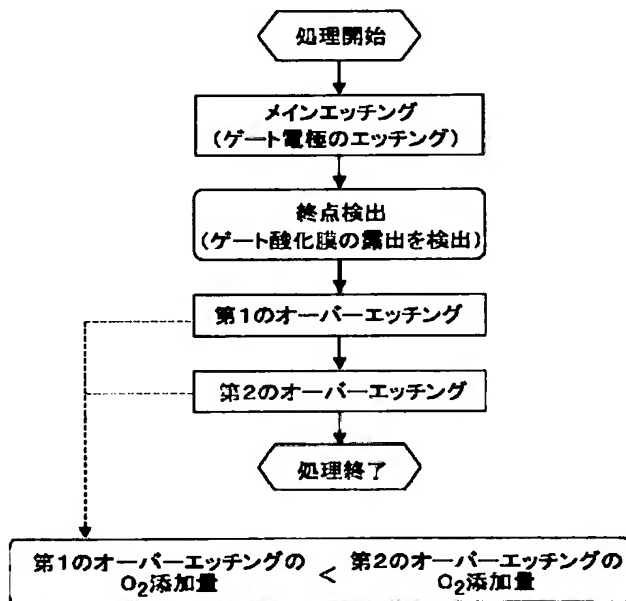 処理開始
メインエッチング
(ゲート電極のエッチング)
終点検出
(ゲート酸化膜の露出を検出)
第1のオーバーエッチング
第2のオーバーエッチング
処理終了
第1のオーバーエッチングの
O₂添加量
<
第2のオーバーエッチングの
O₂添加量